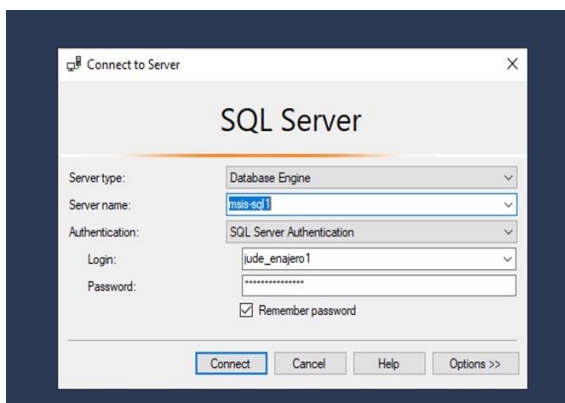 Connect to Server
SQL Server
Server type: Database Engine
Server name: msis-sql1
Authentication: SQL Server Authentication
Login: jude_enajero1
Password: ***************
Remember password
Connect Cancel Help Options >>